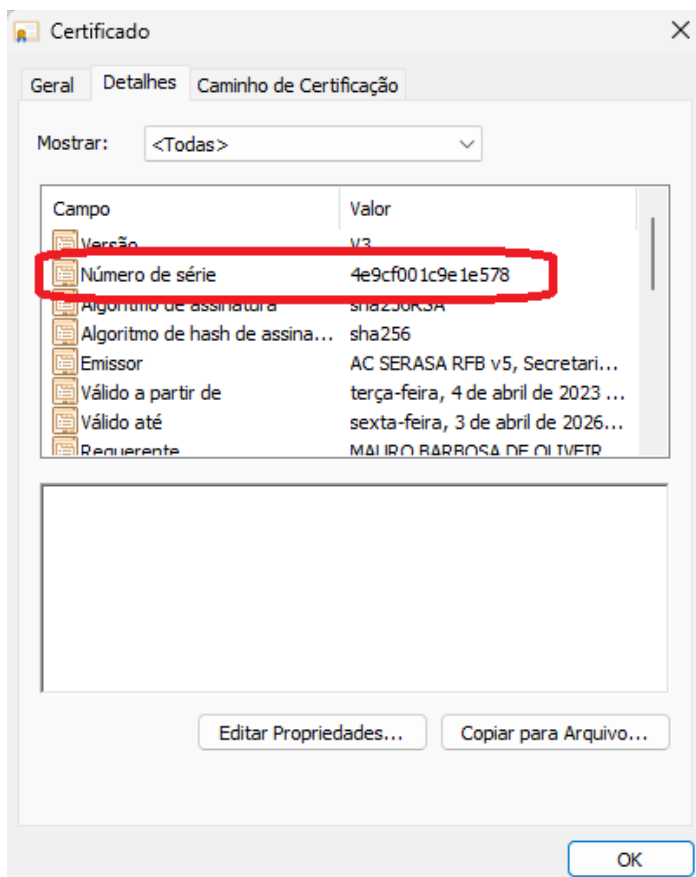 Certificado
Geral Detalhes Caminho de Certificação
Mostrar: <Todas>
Campo Valor
Versão V3
Número de série 4e9cf001c9e1e578
Algoritmo de assinatura sha256RSA
Algoritmo de hash de assina... sha256
Emissor AC SERASA RFB v5, Secretari...
Válido a partir de terça-feira, 4 de abril de 2023 ...
Válido até sexta-feira, 3 de abril de 2026...
Requerente MAURO BARBOSA DE OLIVEIR
Editar Propriedades... Copiar para Arquivo...
OK